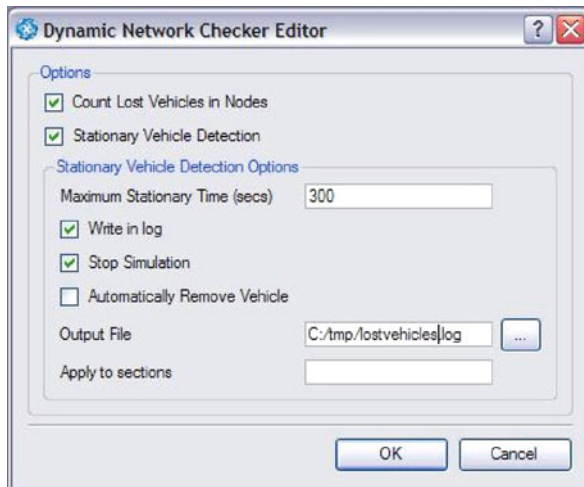 Dynamic Network Checker Editor
Options
Count Lost Vehicles in Nodes
Stationary Vehicle Detection
Stationary Vehicle Detection Options
Maximum Stationary Time (secs) 300
Write in log
Stop Simulation
Automatically Remove Vehicle
Output File C:/tmp/lostvehicles.log ...
Apply to sections
OK Cancel